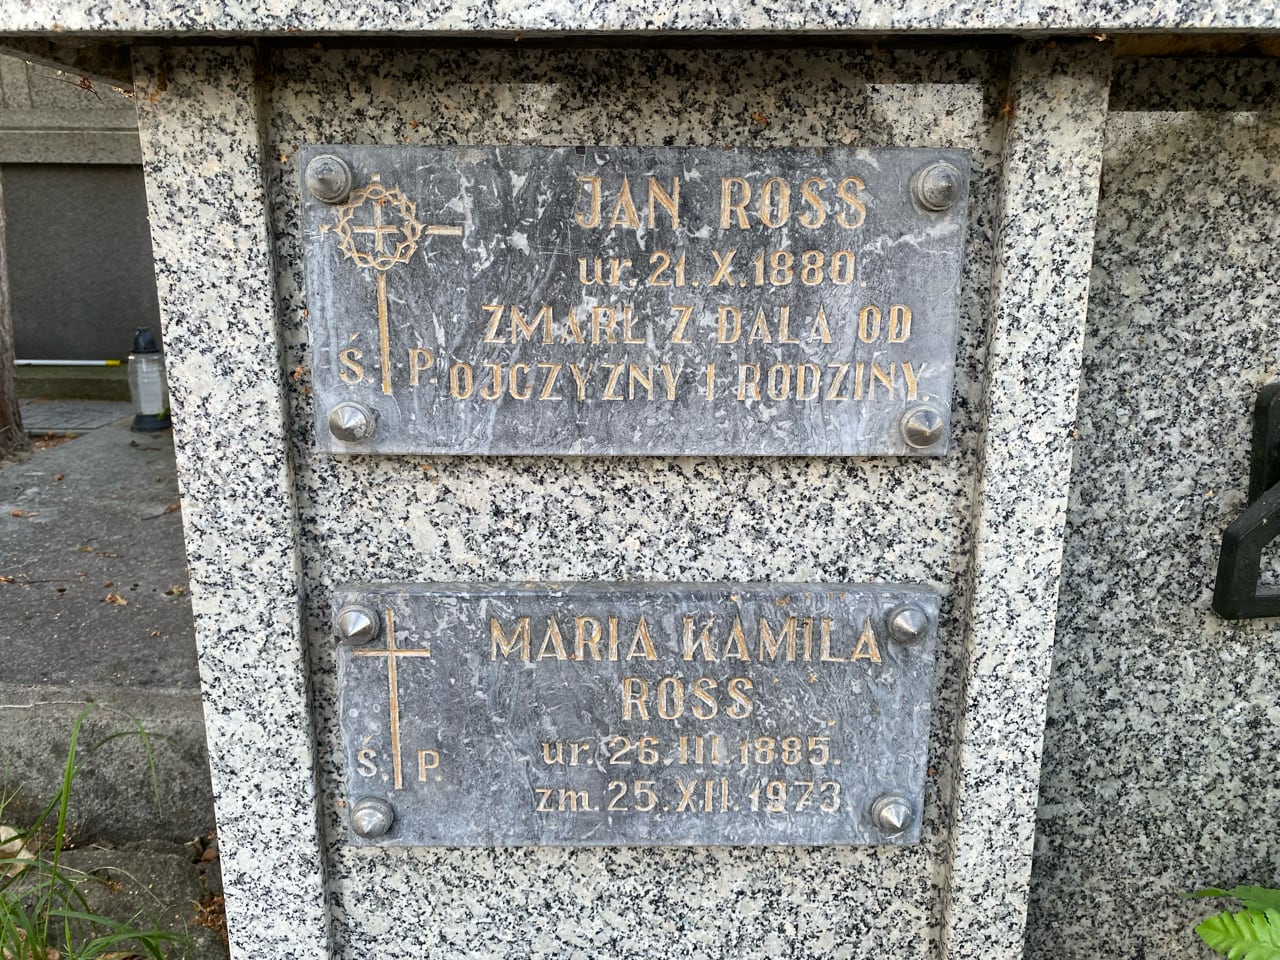 JAN ROSS
ur. 21.X.1880.
ZMARŁ Z DALA OD
Ś. P. OJCZYZNY I RODZINY.
MARIA KAMILA
ROSS
ur. 26.III.1885.
Ś. P.
zm. 25.XII.1973.